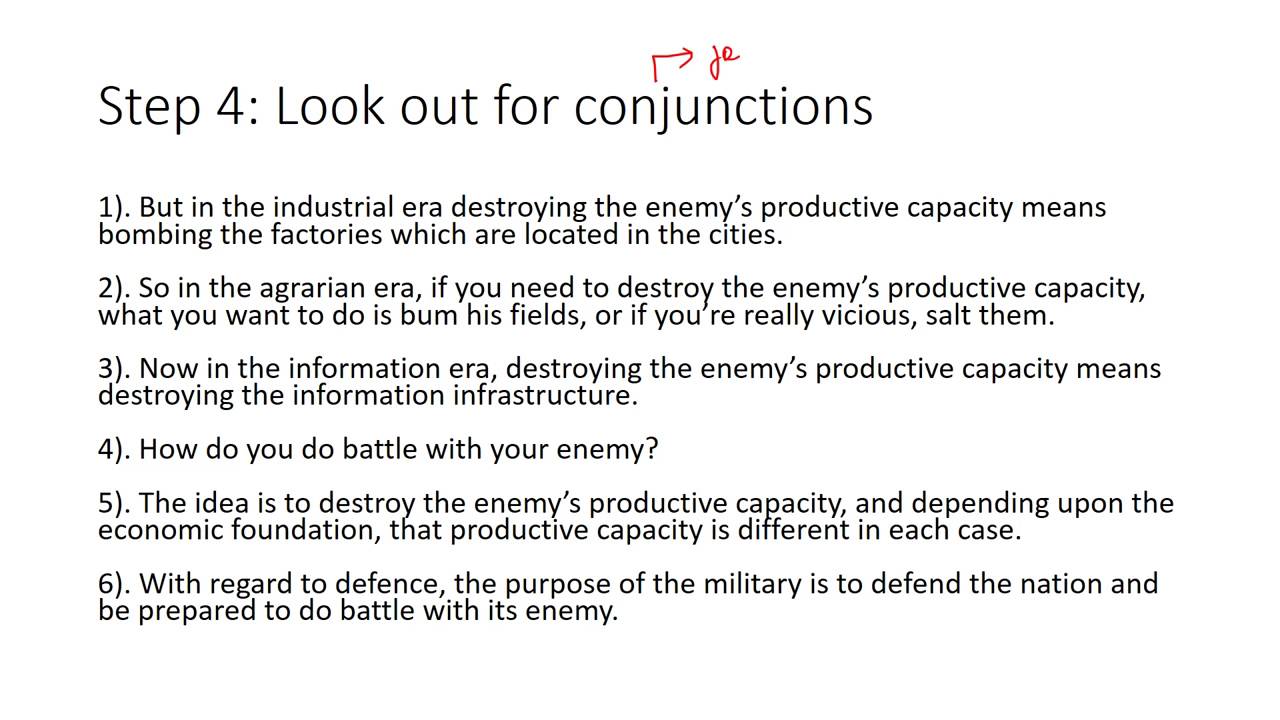 Step 4: Look out for conjunctions
1). But in the industrial era destroying the enemy’s productive capacity means
bombing the factories which are located in the cities.
2). So in the agrarian era, if you need to destroy the enemy’s productive capacity,
what you want to do is bum his fields, or if you’re really vicious, salt them.
3). Now in the information era, destroying the enemy’s productive capacity means
destroying the information infrastructure.
4). How do you do battle with your enemy?
5). The idea is to destroy the enemy’s productive capacity, and depending upon the
economic foundation, that productive capacity is different in each case.
6). With regard to defence, the purpose of the military is to defend the nation and
be prepared to do battle with its enemy.